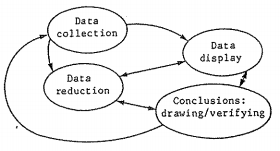 Data
collection
Data
display
Data
reduction
Conclusions:
drawing/verifying